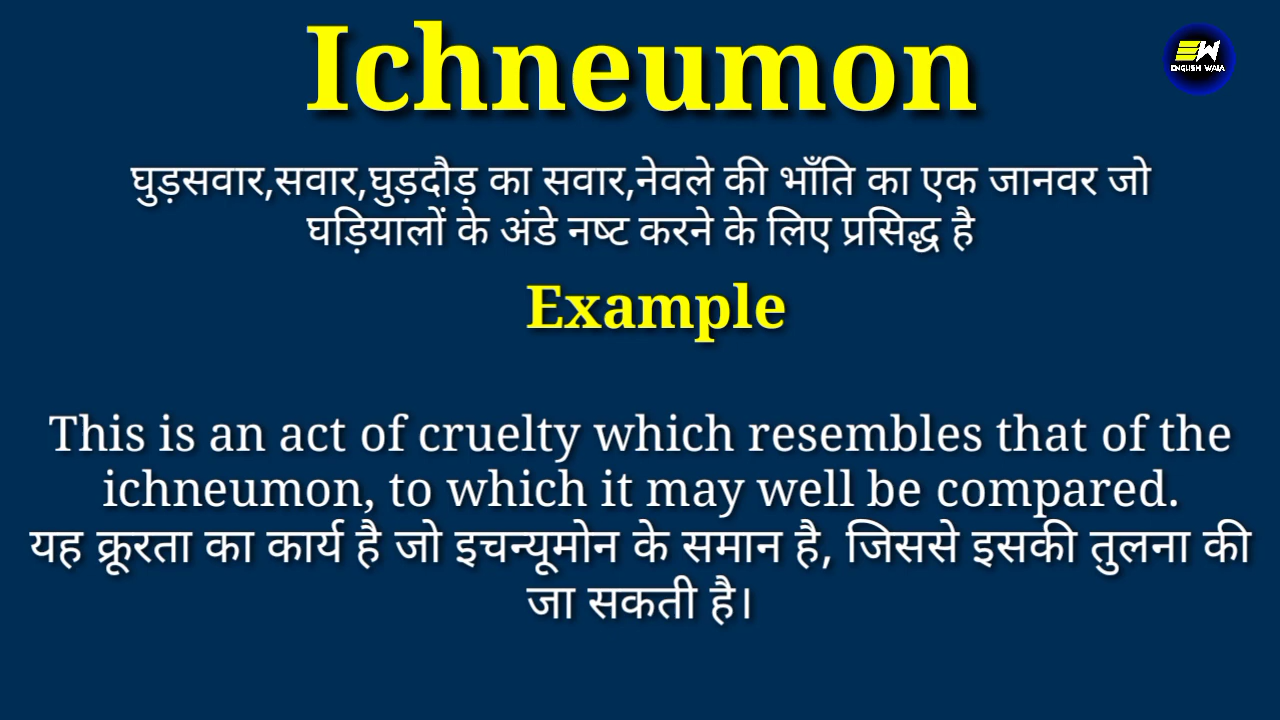 Ichneumon
EW
ENGLISH WALA
घुड़सवार,सवार,घुड़दौड़ का सवार,नेवले की भाँति का एक जानवर जो
घड़ियालों के अंडे नष्ट करने के लिए प्रसिद्ध है
Example
This is an act of cruelty which resembles that of the
ichneumon, to which it may well be compared.
यह क्रूरता का कार्य है जो इचन्यूमोन के समान है, जिससे इसकी तुलना की
जा सकती है।